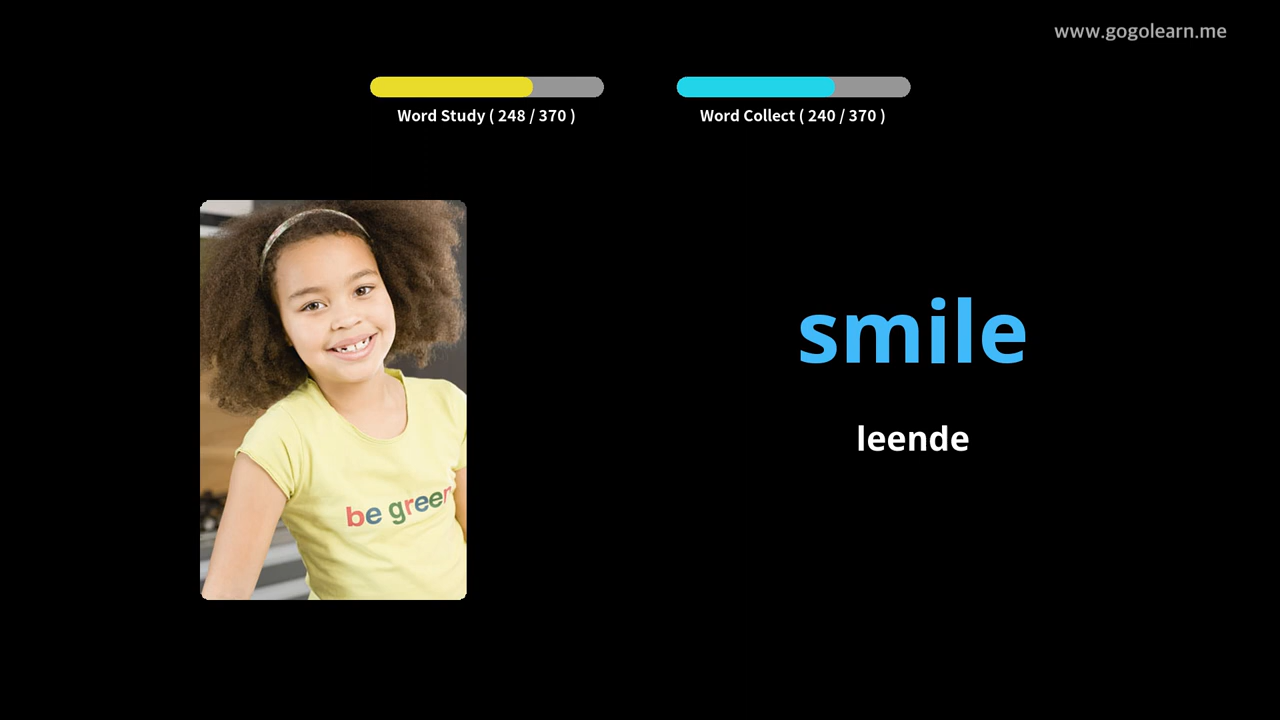 www.gogolearn.me
Word Study ( 248 / 370 )
Word Collect ( 240 / 370 )
smile
leende
be green